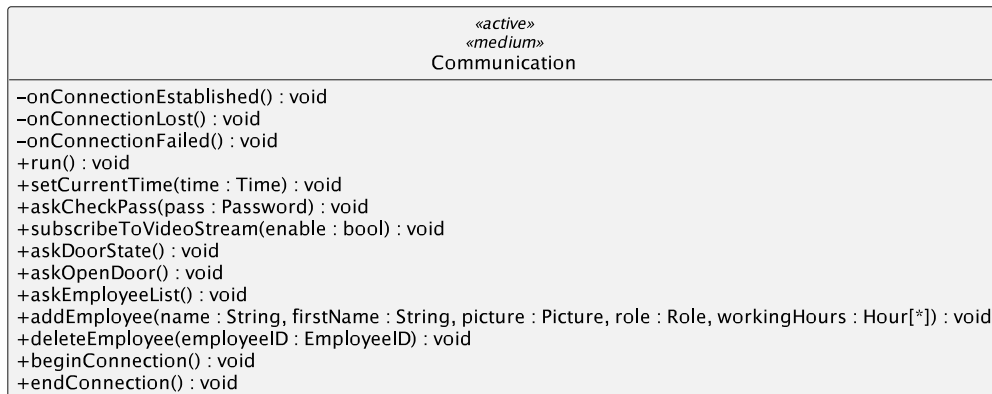 «active»
«medium»
Communication
–onConnectionEstablished() : void
–onConnectionLost() : void
–onConnectionFailed() : void
+run() : void
+setCurrentTime(time : Time) : void
+askCheckPass(pass : Password) : void
+subscribeToVideoStream(enable : bool) : void
+askDoorState() : void
+askOpenDoor() : void
+askEmployeeList() : void
+addEmployee(name : String, firstName : String, picture : Picture, role : Role, workingHours : Hour[*]) : void
+deleteEmployee(employeeID : EmployeeID) : void
+beginConnection() : void
+endConnection() : void